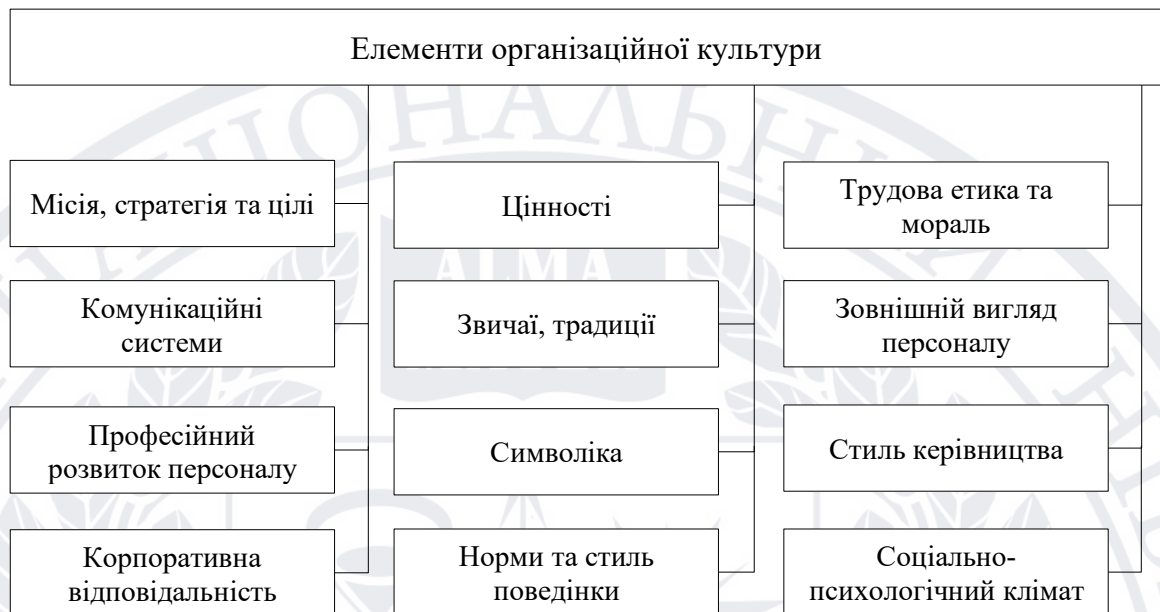 Елементи організаційної культури
Місія, стратегія та цілі
Цінності
Трудова етика та
мораль
Комунікаційні
системи
Звичаї, традиції
Зовнішній вигляд
персоналу
Професійний
розвиток персоналу
Символіка
Стиль керівництва
Корпоративна
відповідальність
Норми та стиль
поведінки
Соціально-
психологічний клімат
ALMA